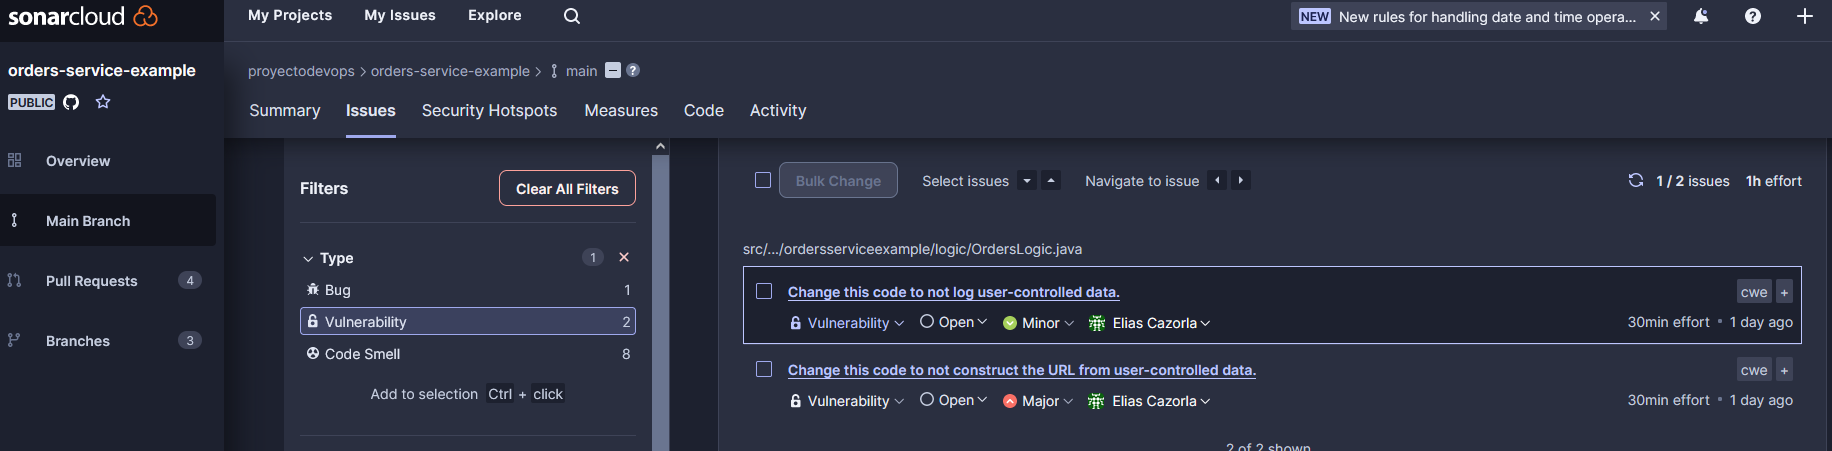 sonarcloud
My Projects My Issues Explore
NEW New rules for handling date and time opera...
orders-service-example
PUBLIC
Overview
Main Branch
Pull Requests 4
Branches 3
proyectodevops > orders-service-example > main
Summary Issues Security Hotspots Measures Code Activity
Filters Clear All Filters
Type 1
Bug 1
Vulnerability 2
Code Smell 8
Add to selection Ctrl + click
Bulk Change Select issues Navigate to issue 1 / 2 issues 1h effort
src/.../ordersserviceexample/logic/OrdersLogic.java
Change this code to not log user-controlled data. cwe +
Vulnerability Open Minor Elias Cazorla 30min effort • 1 day ago
Change this code to not construct the URL from user-controlled data. cwe +
Vulnerability Open Major Elias Cazorla 30min effort • 1 day ago
2 of 2 shown